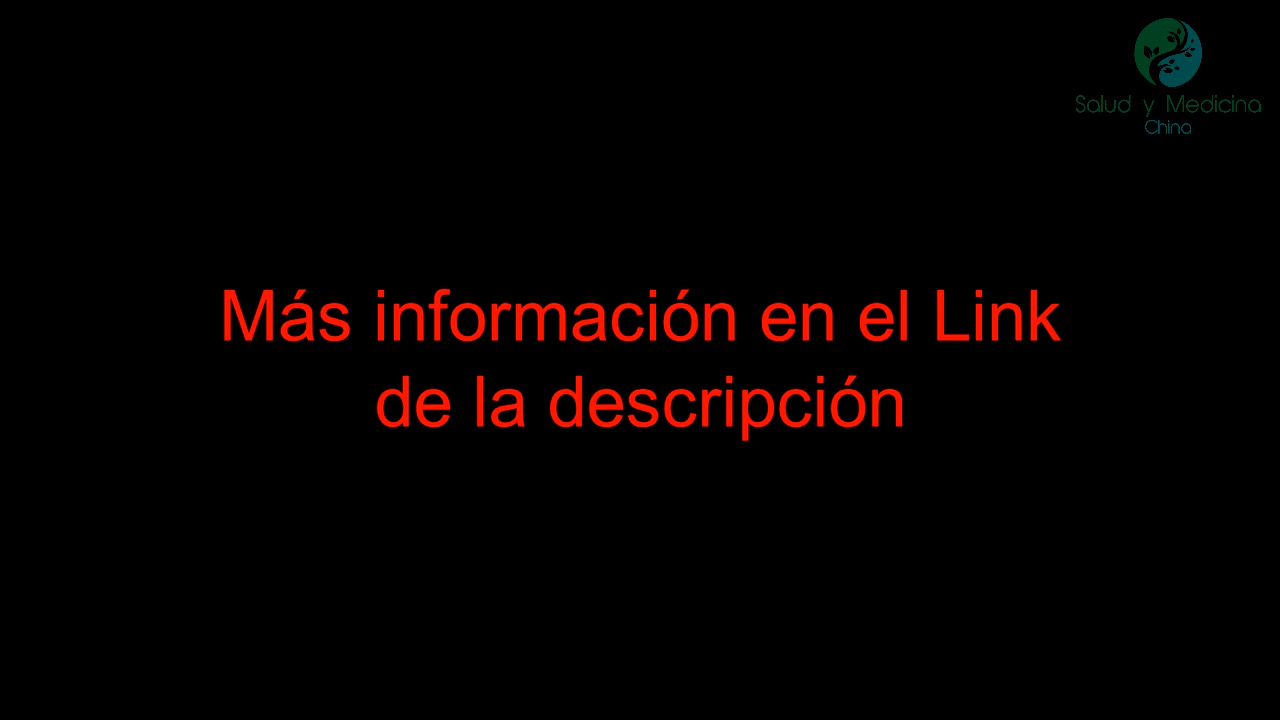 Salud y Medicina
China
Más información en el Link
de la descripción